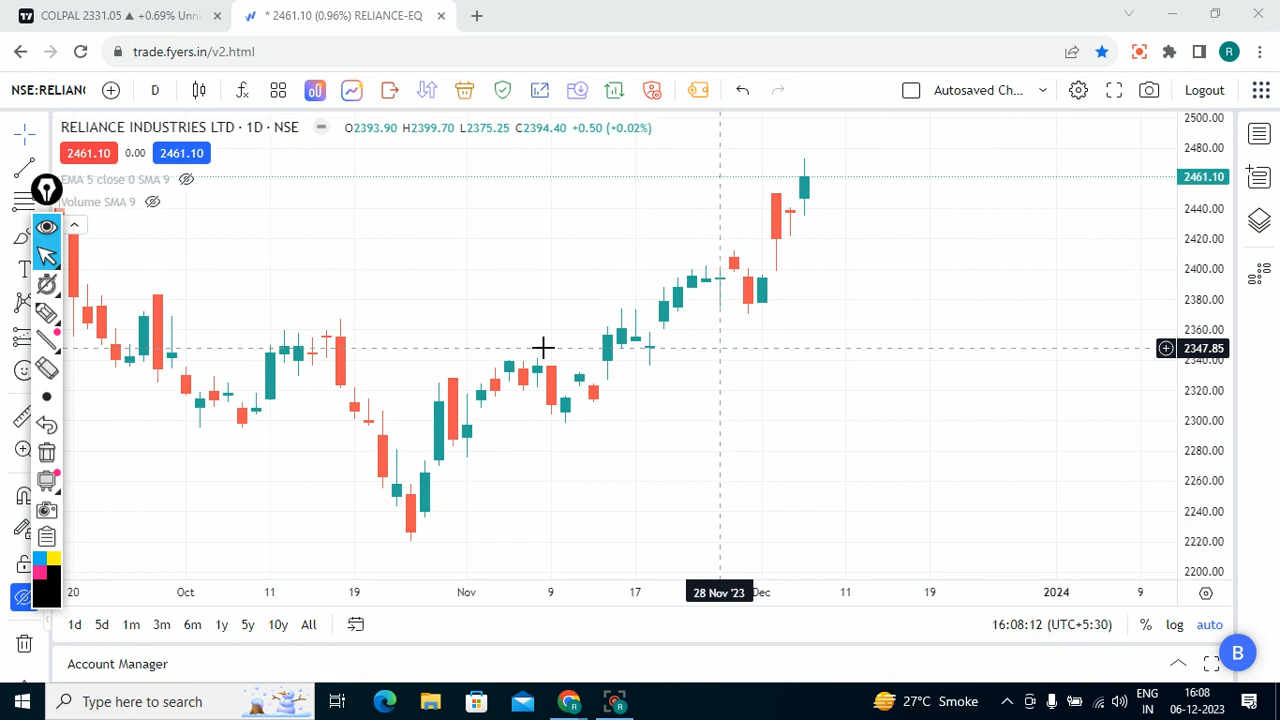 COLPAL 2331.05 ▲ +0.69% Unna
* 2461.10 (0.96%) RELIANCE-EQ
trade.fyers.in/v2.html
R
NSE:RELIANC
D
Autosaved Ch...
Logout
RELIANCE INDUSTRIES LTD · 1D · NSE
O2393.90 H2399.70 L2375.25 C2394.40 +0.50 (+0.02%)
2461.10 0.00 2461.10
EMA 5 close 0 SMA 9
Volume SMA 9
2500.00
2480.00
2461.10
2440.00
2420.00
2400.00
2380.00
2360.00
2347.85
2340.00
2320.00
2300.00
2280.00
2260.00
2240.00
2220.00
2200.00
20 Oct 11 19 Nov 9 17 28 Nov '23 Dec 11 19 2024 9
1d 5d 1m 3m 6m 1y 5y 10y All
16:08:12 (UTC+5:30) % log auto
Account Manager
B
Type here to search
27°C Smoke
ENG
IN
16:08
06-12-2023